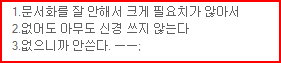 1.문서화를 잘 안해서 크게 필요치가 않아서
2.없어도 아무도 신경 쓰지 않는다
3.없으니까 안쓴다. ㅡㅡ;